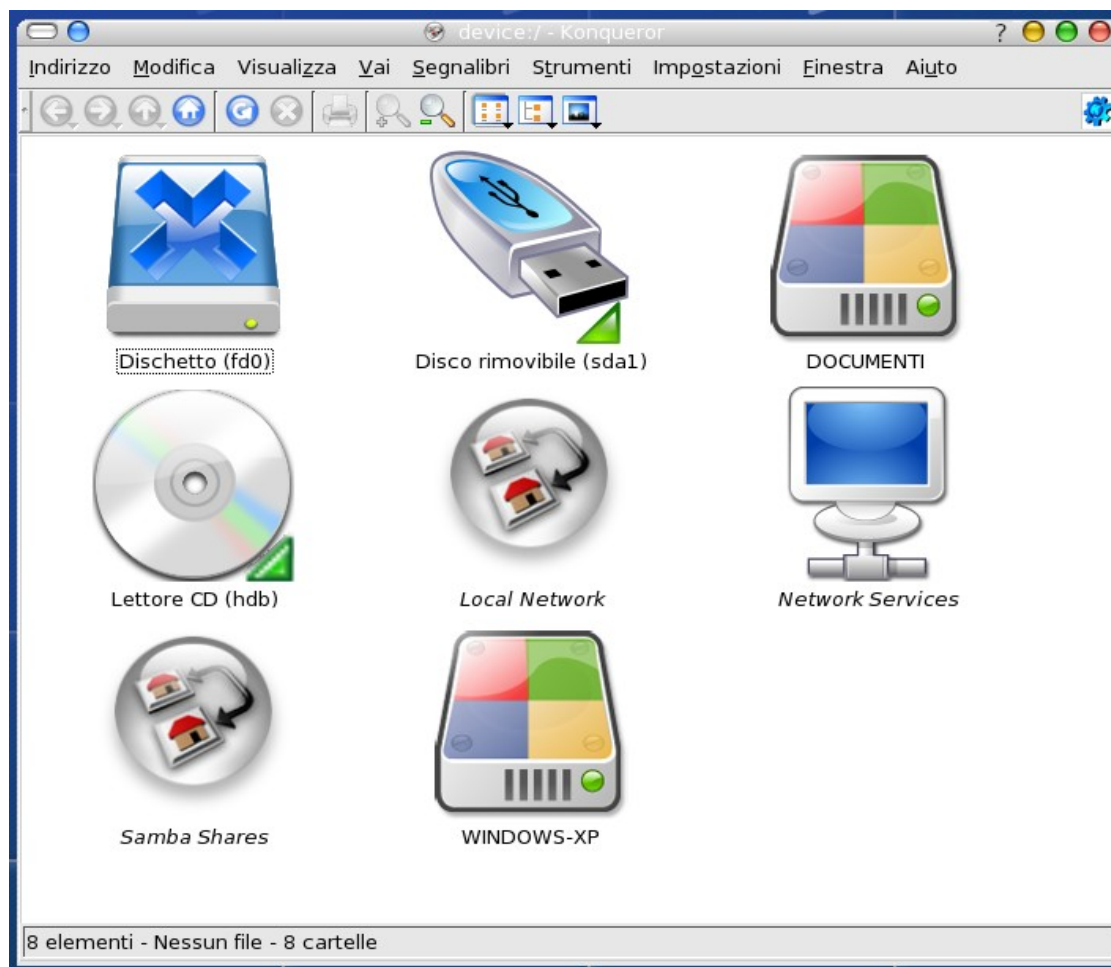 device:/ - Konqueror ?
Indirizzo Modifica Visualizza Vai Segnalibri Strumenti Impostazioni Finestra Aiuto
Dischetto (fd0) Disco rimovibile (sda1) DOCUMENTI
Lettore CD (hdb) Local Network Network Services
Samba Shares WINDOWS-XP
8 elementi - Nessun file - 8 cartelle